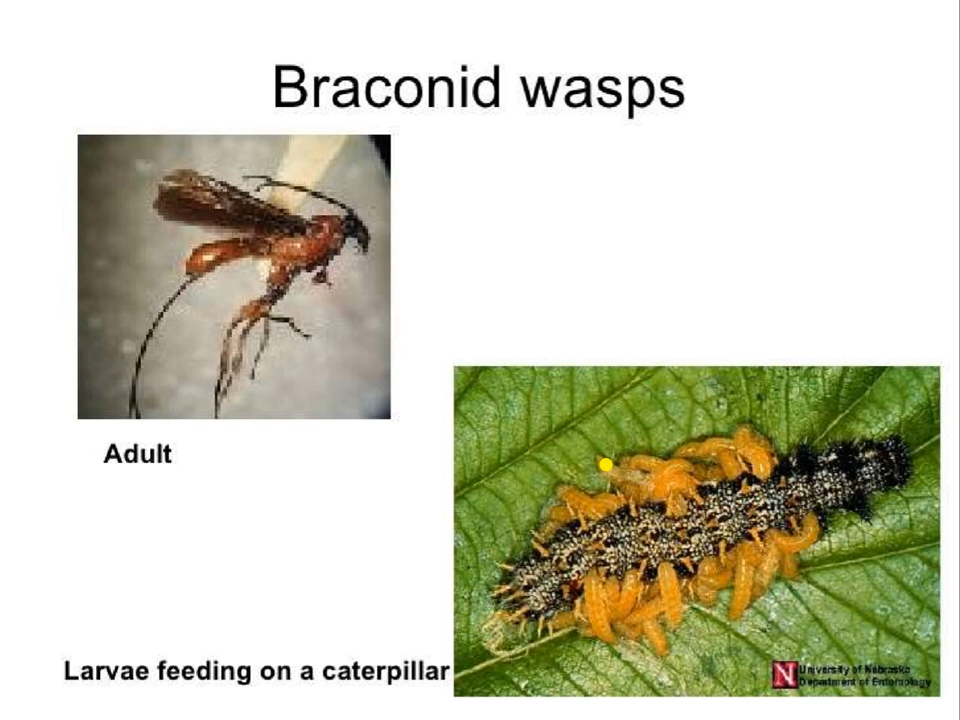 Braconid wasps
Adult
Larvae feeding on a caterpillar
N
University of Nebraska
Department of Entomology